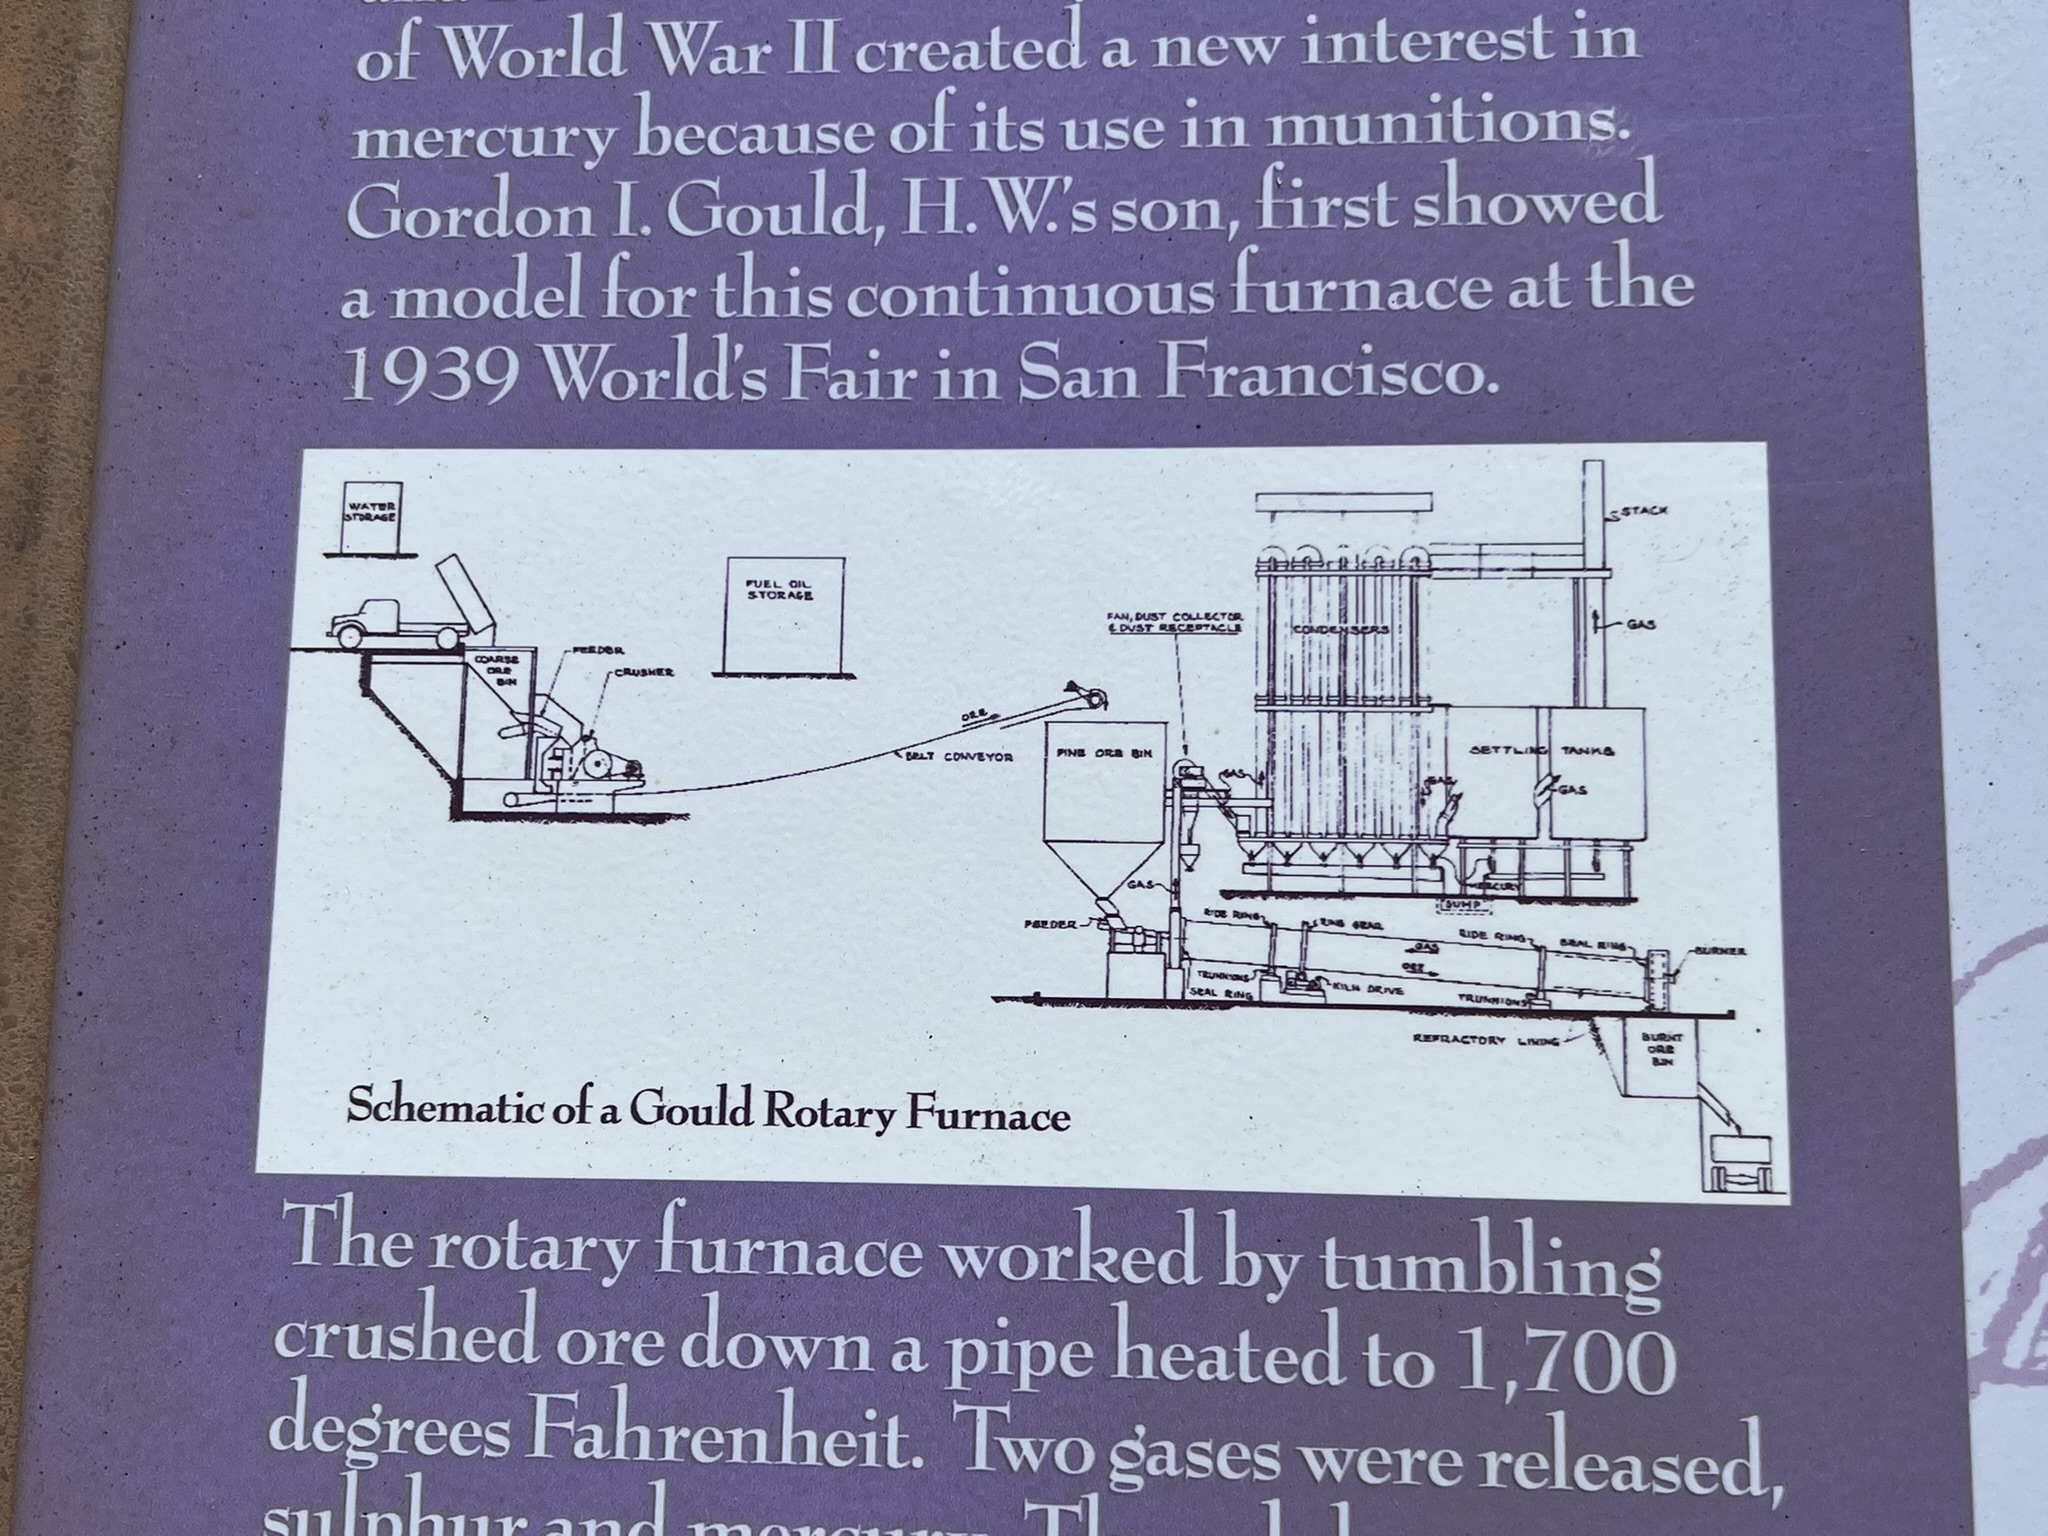 of World War II created a new interest in
mercury because of its use in munitions.
Gordon I. Gould, H. W.'s son, first showed
a model for this continuous furnace at the
1939 World's Fair in San Francisco.
WATER
STORAGE
FUEL OIL
STORAGE
COARSE
ORE
BIN
FEEDER
CRUSHER
ORE
BELT CONVEYOR
FAN, DUST COLLECTOR
& DUST RECEPTACLE
CONDENSERS
STACK
GAS
FINE ORE BIN
GAS
SETTLING TANKS
GAS
GAS
GAS
MERCURY
SUMP
FEEDER
RIDE RING
RING GEAR
RIDE RING
SEAL RING
BURNER
GAS
ORE
TRUNNIONS
SEAL RING
KILN DRIVE
TRUNNIONS
REFRACTORY LINING
BURNT
ORE
BIN
Schematic of a Gould Rotary Furnace
The rotary furnace worked by tumbling
crushed ore down a pipe heated to 1,700
degrees Fahrenheit. Two gases were released,
sulphur and mercury.